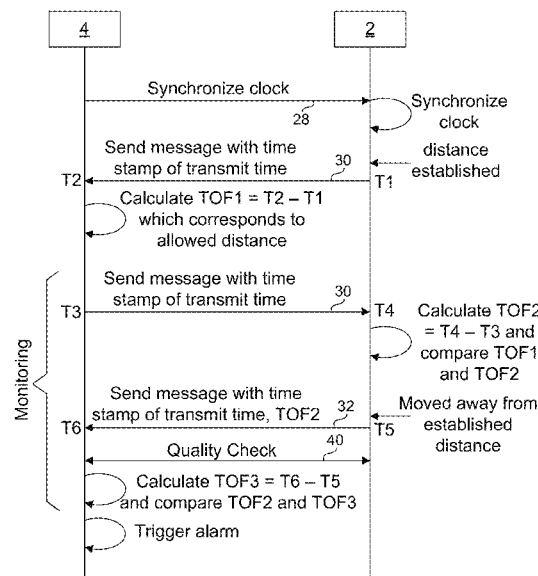 4
2
Synchronize clock
28
Synchronize
clock
Send message with time
stamp of transmit time
30
distance
established
T2
T1
Calculate TOF1 = T2 – T1
which corresponds to
allowed distance
Monitoring
Send message with time
stamp of transmit time
30
T3
T4
Calculate TOF2
= T4 – T3 and
compare TOF1
and TOF2
Send message with time
stamp of transmit time, TOF2
32
Moved away from
established
distance
T6
T5
40
Quality Check
Calculate TOF3 = T6 – T5
and compare TOF2 and TOF3
Trigger alarm